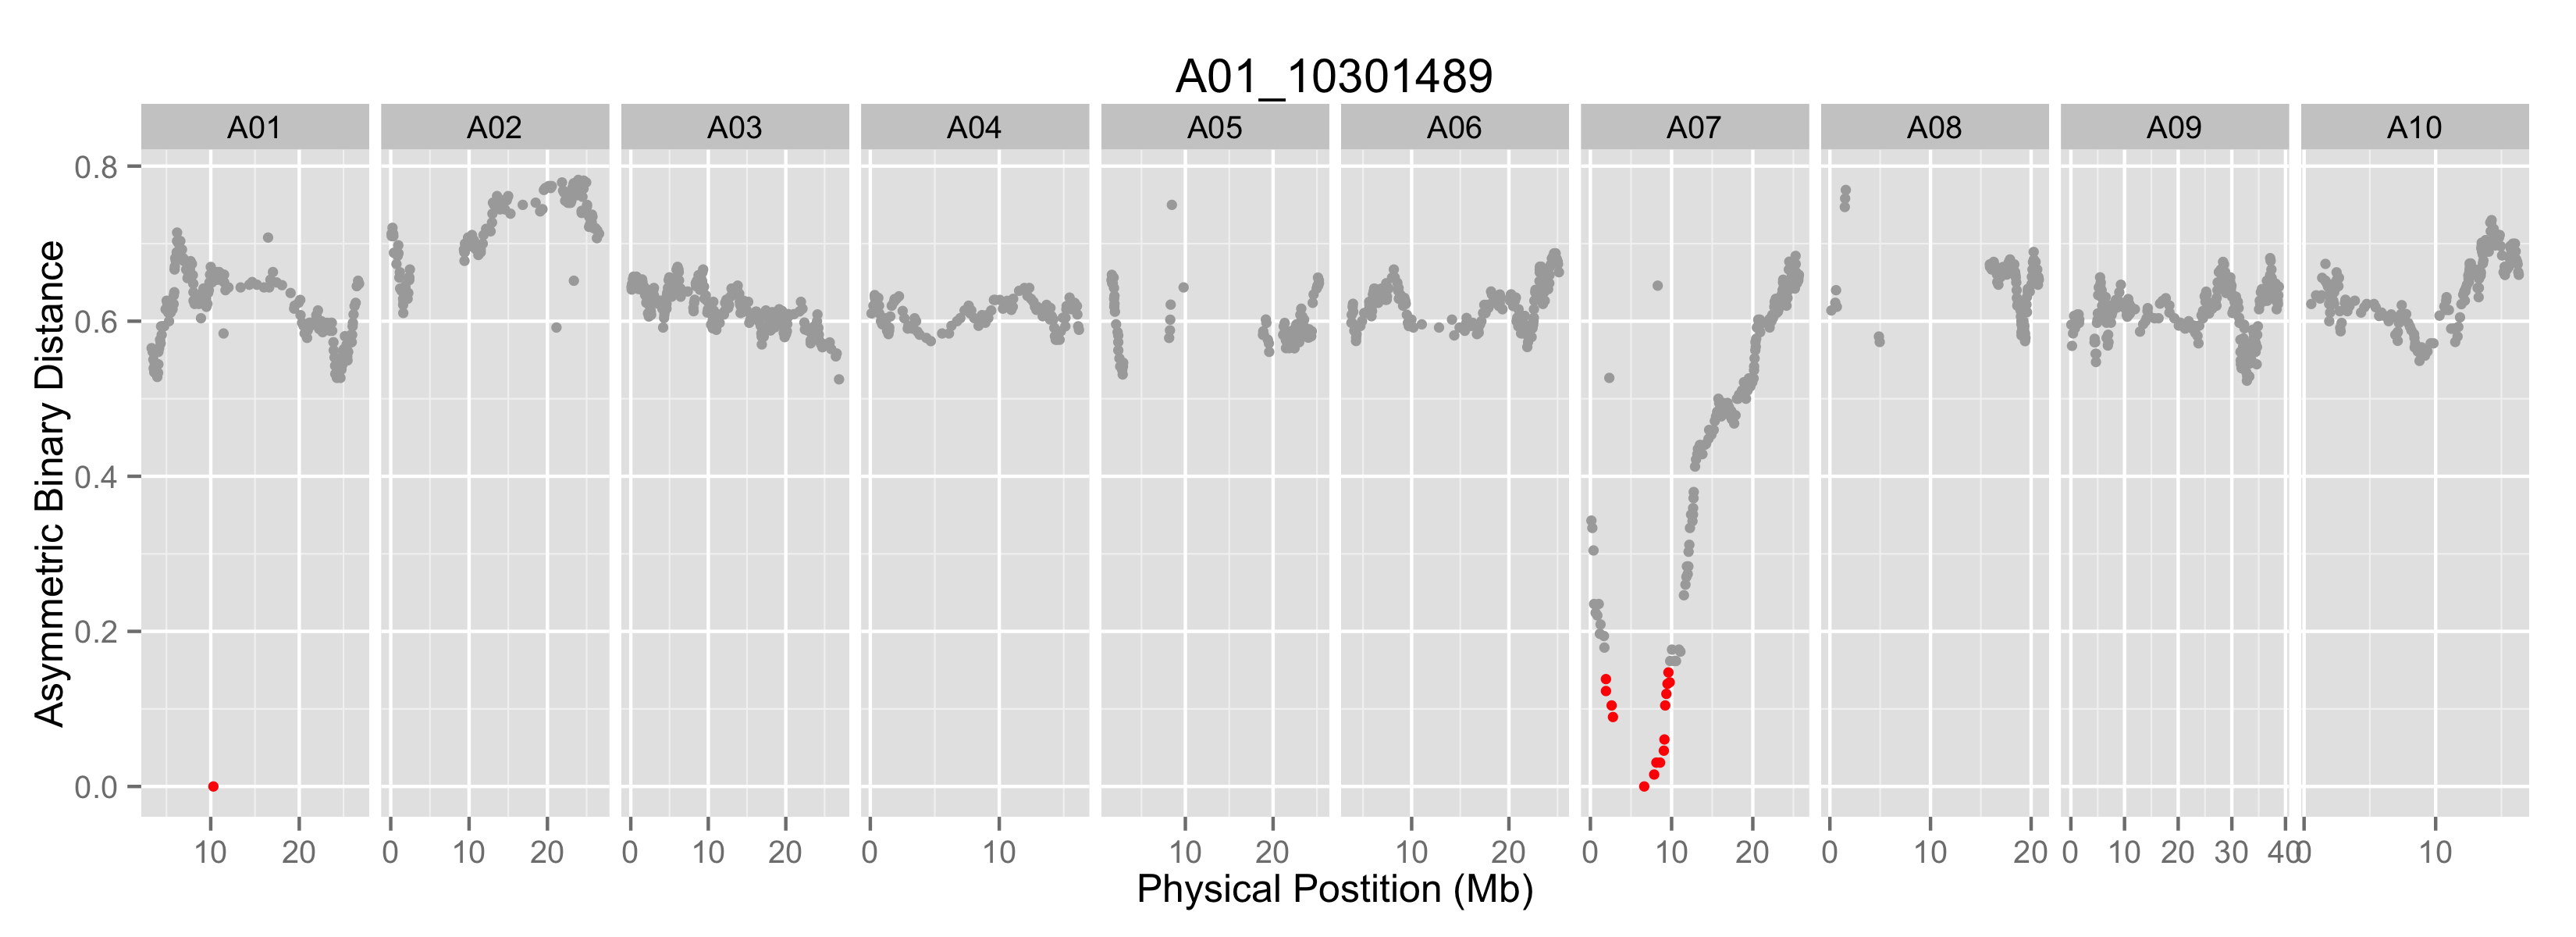 A01_10301489
A01 A02 A03 A04 A05 A06 A07 A08 A09 A10
Asymmetric Binary Distance
0.8
0.6
0.4
0.2
0.0
10 20 0 10 20 0 10 20 0 10 10 20 10 20 0 10 20 0 10 20 0 10 20 30 40 0 10
Physical Postition (Mb)